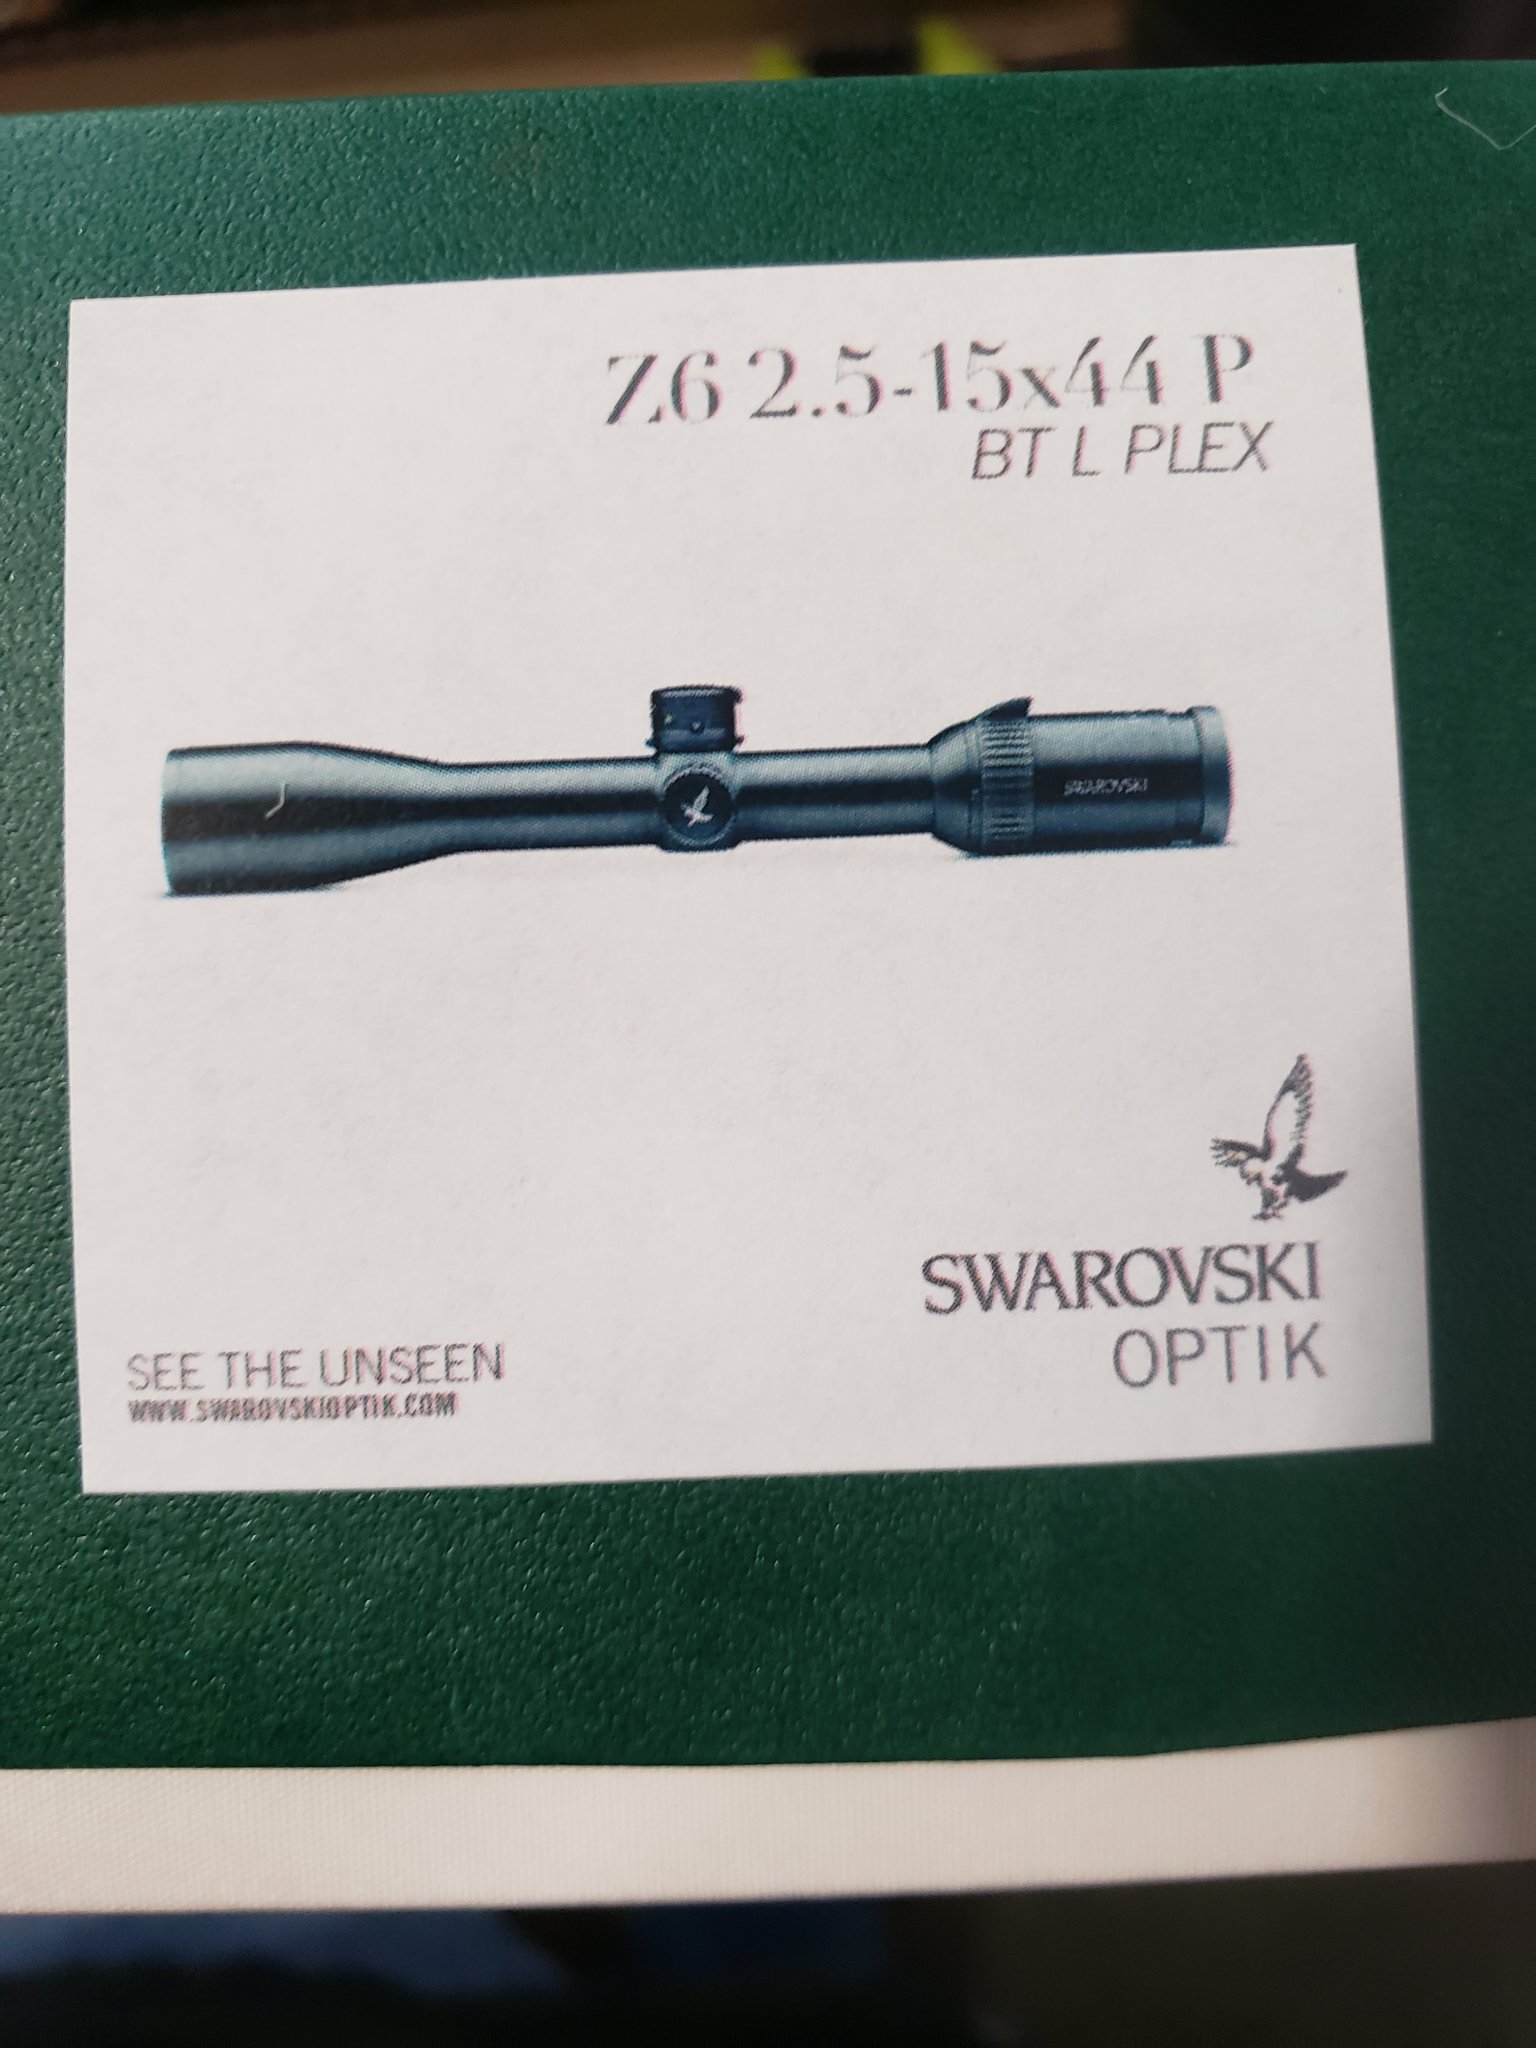 Z6 2.5-15x44 P
BT L PLEX
SWAROVSKI
SWAROVSKI
OPTIK
SEE THE UNSEEN
WWW.SWAROVSKIOPTIK.COM